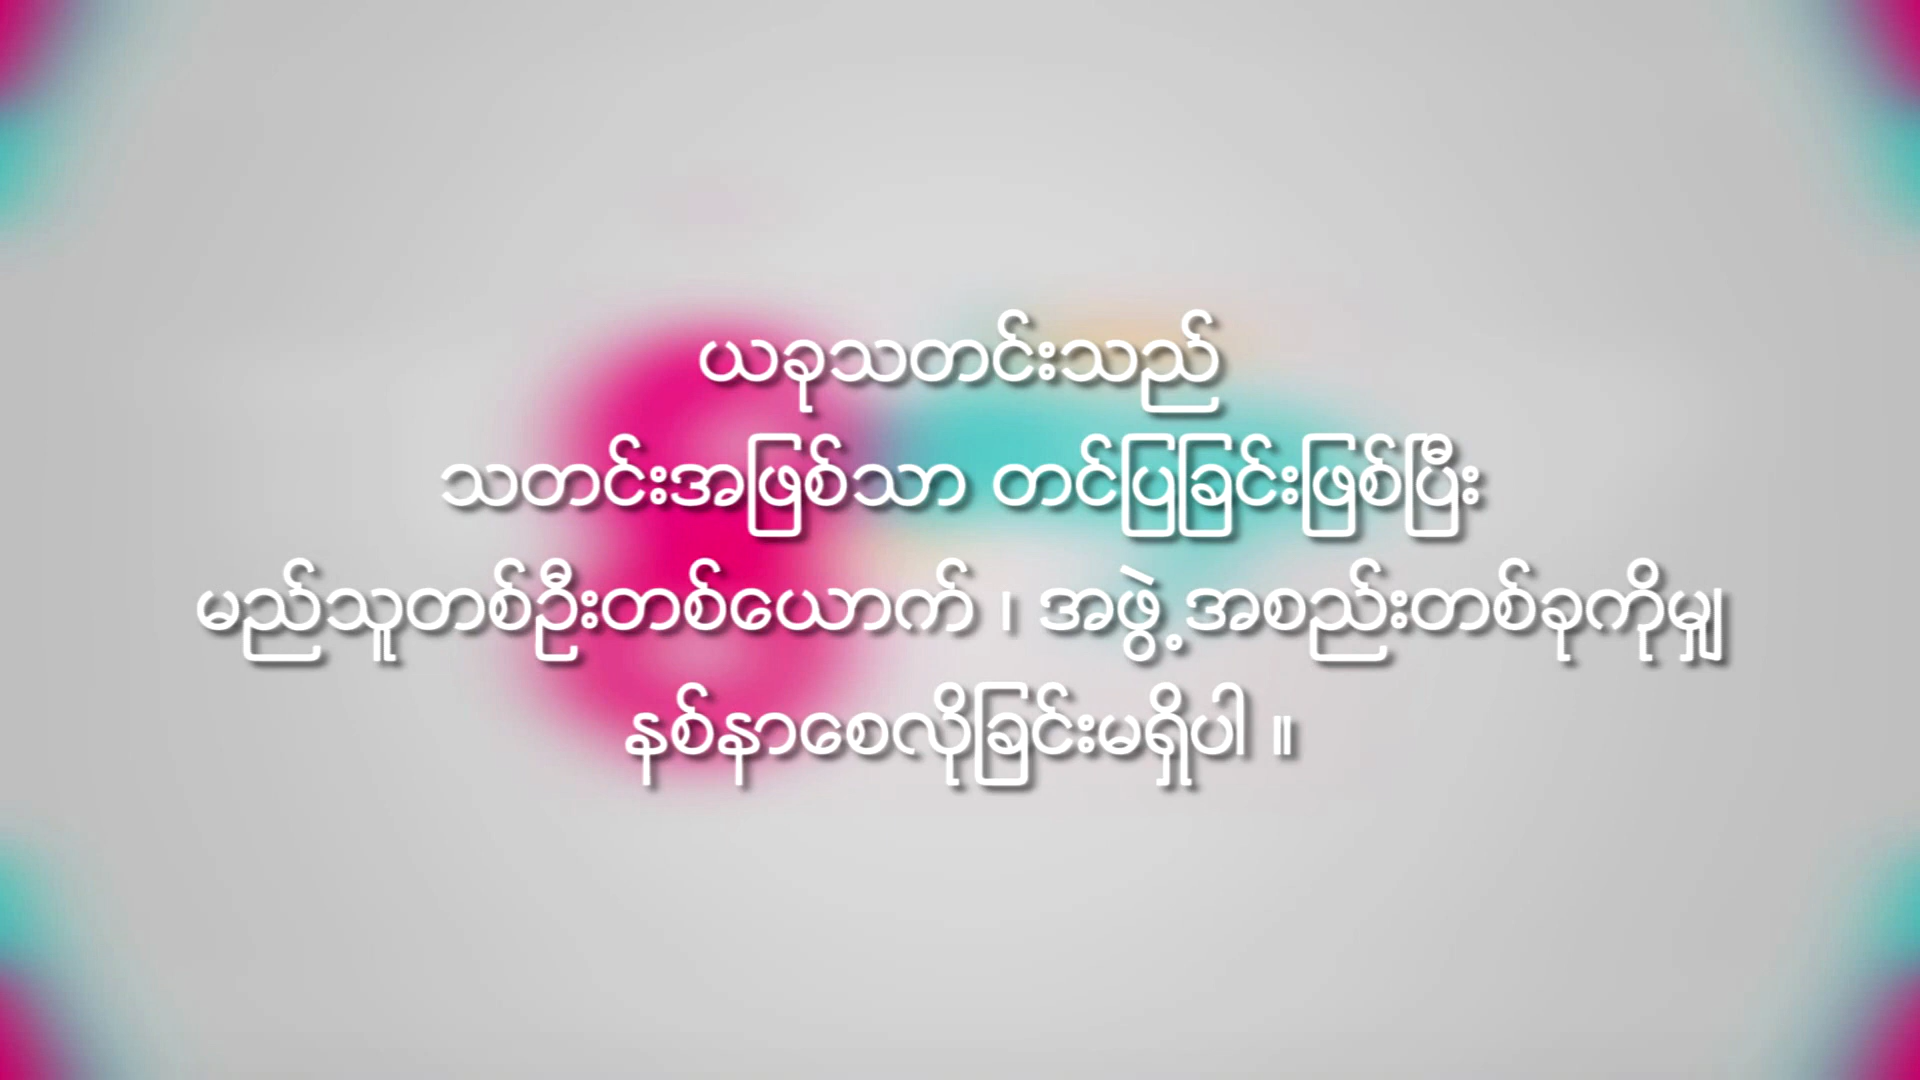 ယခုသတင်းသည်
သတင်းအဖြစ်သာ တင်ပြခြင်းဖြစ်ပြီး
မည်သူတစ်ဦးတစ်ယောက် ၊ အဖွဲ့အစည်းတစ်ခုကိုမျှ
နစ်နာစေလိုခြင်းမရှိပါ ။